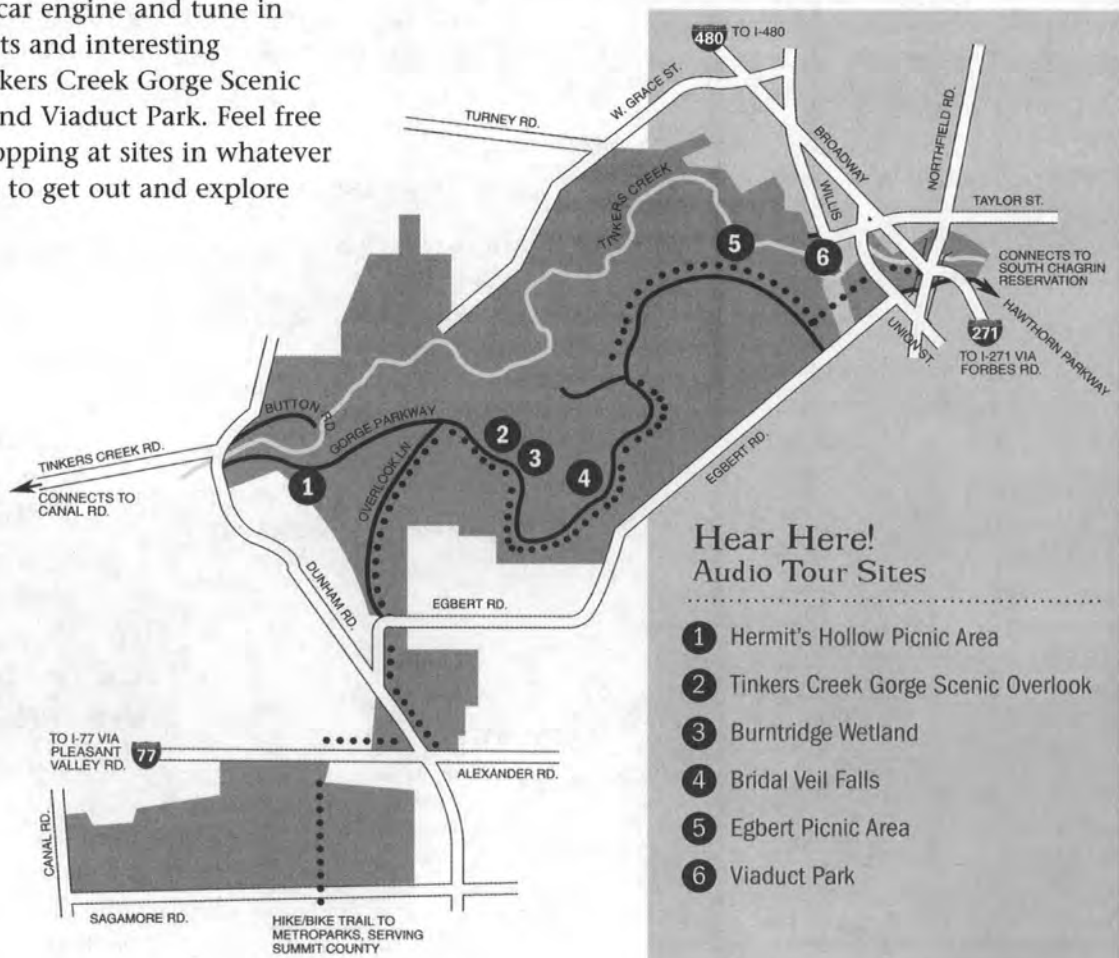 car engine and tune in
ts and interesting
kers Creek Gorge Scenic
nd Viaduct Park. Feel free
opping at sites in whatever
to get out and explore
480
TO I-480
W. GRACE ST.
TURNEY RD.
BROADWAY
NORTHFIELD RD.
WILLIS
TAYLOR ST.
TINKERS CREEK
5
6
CONNECTS TO
SOUTH CHAGRIN
RESERVATION
HAWTHORN PARKWAY
UNION ST.
271
TO I-271 VIA
FORBES RD.
BUTTON RD.
GORGE PARKWAY
TINKERS CREEK RD.
CONNECTS TO
CANAL RD.
1
2
3
4
OVERLOOK LN
EGBERT RD.
DUNHAM RD.
EGBERT RD.
TO I-77 VIA
PLEASANT
VALLEY RD.
77
ALEXANDER RD.
CANAL RD.
SAGAMORE RD.
HIKE/BIKE TRAIL TO
METROPARKS, SERVING
SUMMIT COUNTY
Hear Here!
Audio Tour Sites
1 Hermit's Hollow Picnic Area
2 Tinkers Creek Gorge Scenic Overlook
3 Burntridge Wetland
4 Bridal Veil Falls
5 Egbert Picnic Area
6 Viaduct Park